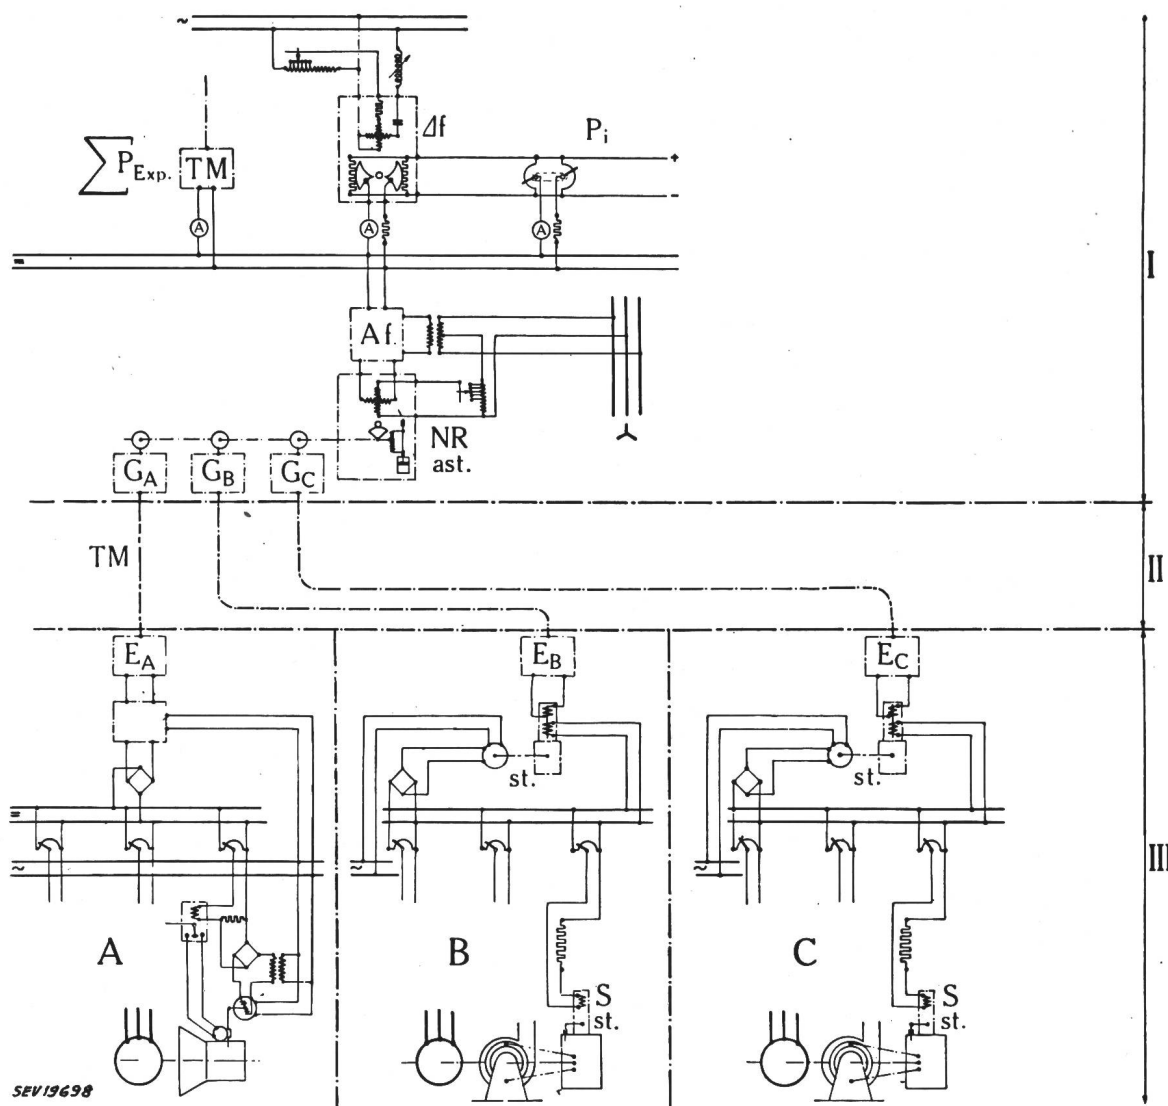 ~
Δf
P_i
∑ P_Exp.
TM
+
-
A
A
A
=
I
Af
NR
ast.
G_A
G_B
G_C
TM
II
E_A
E_B
E_C
st.
st.
=
~
~
~
III
A
B
C
S
st.
S
st.
SEV19698